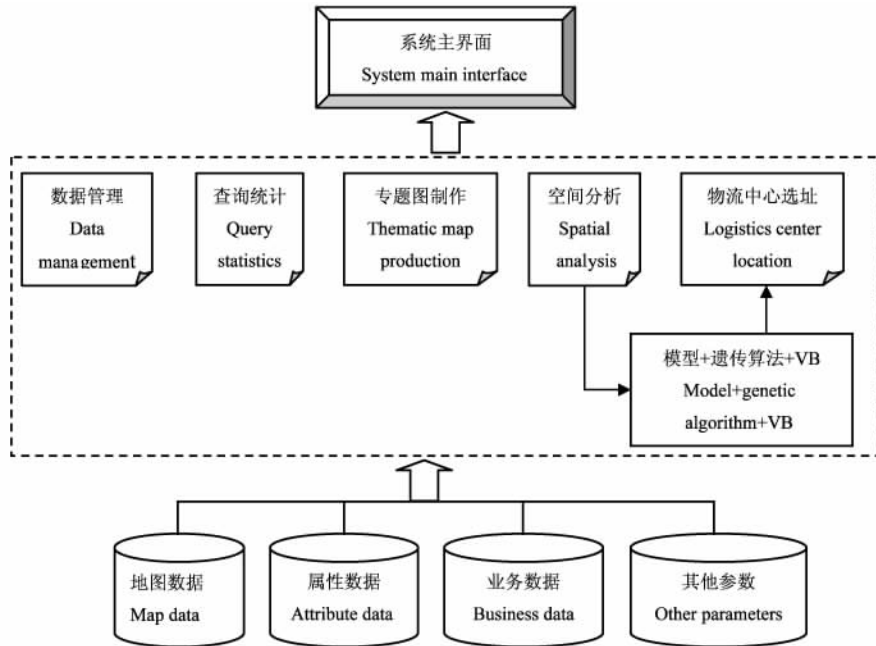 系统主界面
System main interface
数据管理
Data
management
查询统计
Query
statistics
专题图制作
Thematic map
production
空间分析
Spatial
analysis
物流中心选址
Logistics center
location
模型+遗传算法+VB
Model+genetic
algorithm+VB
地图数据
Map data
属性数据
Attribute data
业务数据
Business data
其他参数
Other parameters